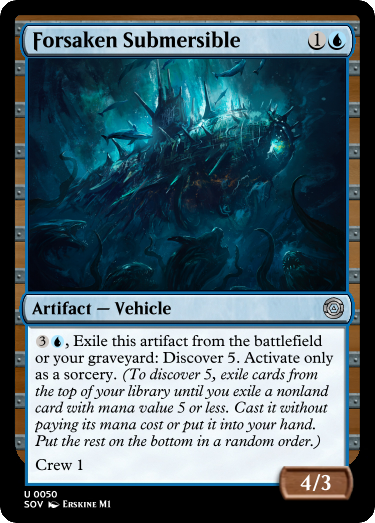 Forsaken Submersible 1U
Artifact — Vehicle
3U, Exile this artifact from the battlefield
or your graveyard: Discover 5. Activate only
as a sorcery. (To discover 5, exile cards from
the top of your library until you exile a nonland
card with mana value 5 or less. Cast it without
paying its mana cost or put it into your hand.
Put the rest on the bottom in a random order.)
Crew 1
4/3
U 0050
SOV Erskine M1